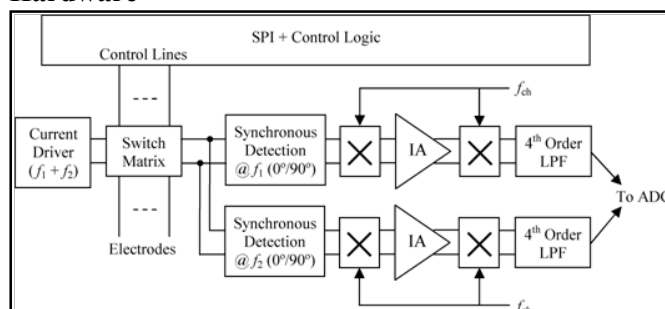 SPI + Control Logic
Control Lines
Current
Driver
(f₁ + f₂)
Switch
Matrix
Electrodes
Synchronous
Detection
@ f₁ (0°/90°)
IA
fch
4th Order
LPF
Synchronous
Detection
@ f₂ (0°/90°)
IA
4th Order
LPF
To ADC